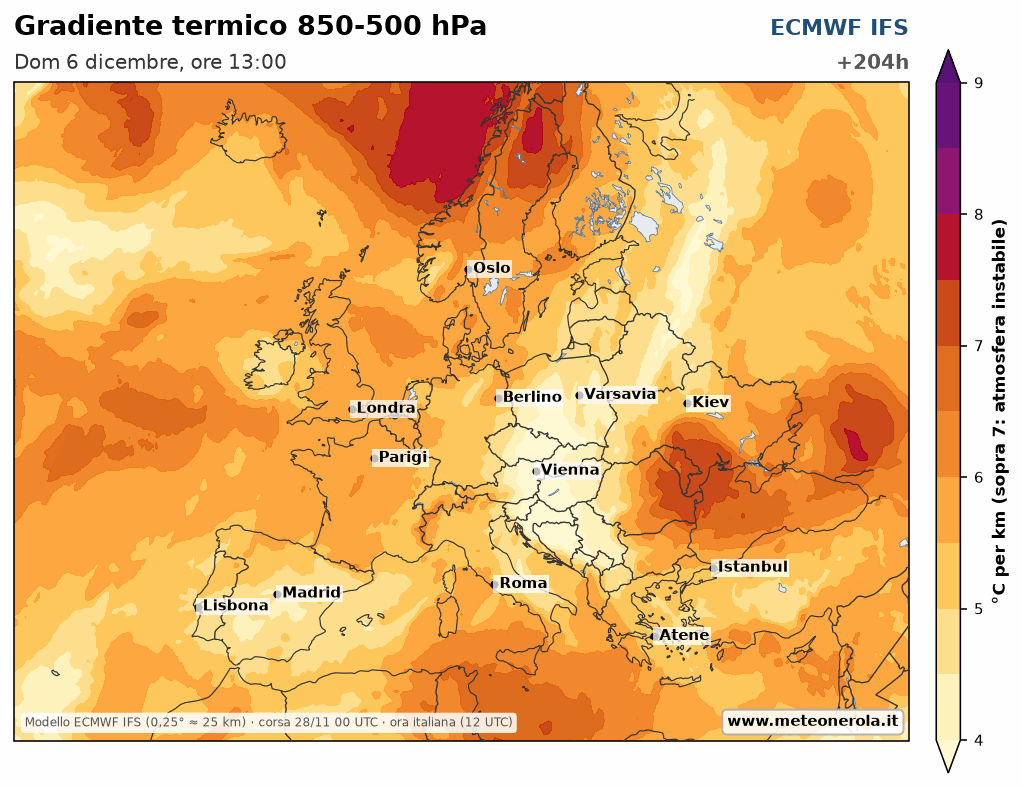 Gradiente termico 850-500 hPa
ECMWF IFS
Dom 6 dicembre, ore 13:00
+204h
Oslo
Berlino
Varsavia
Kiev
Londra
Parigi
Vienna
Istanbul
Roma
Madrid
Lisbona
Atene
Modello ECMWF IFS (0,25° ≈ 25 km) · corsa 28/11 00 UTC · ora italiana (12 UTC)
www.meteonerola.it
9
8
7
6
5
4
°C per km (sopra 7: atmosfera instabile)